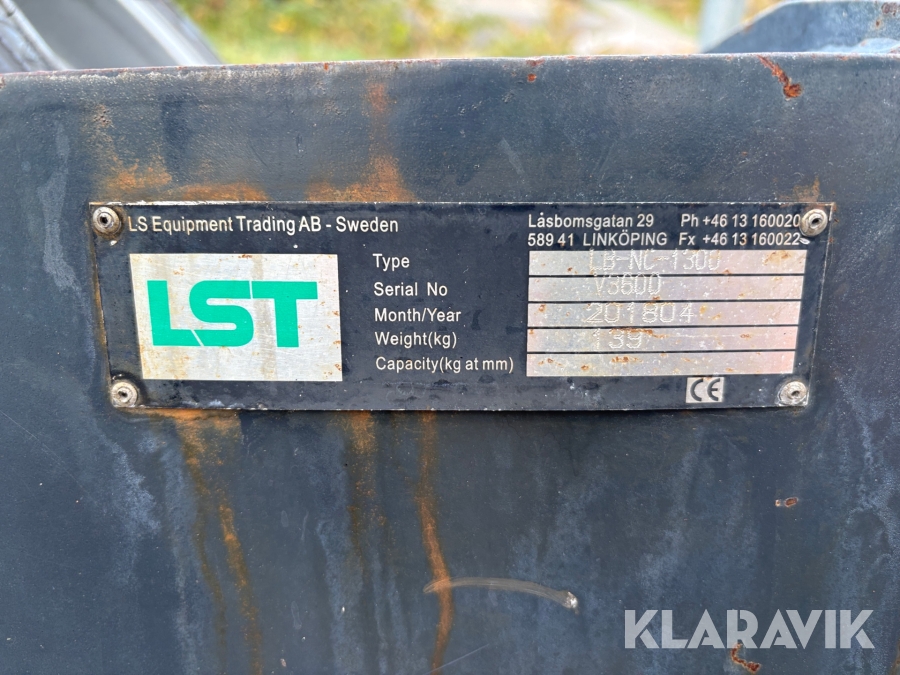 LS Equipment Trading AB - Sweden
Låsbomsgatan 29 Ph +46 13 160020
589 41 LINKÖPING Fx +46 13 160022
LST
Type LB-NC-1300
Serial No V3600
Month/Year 201804
Weight(kg) 139
Capacity(kg at mm)
CE
KLARAVIK